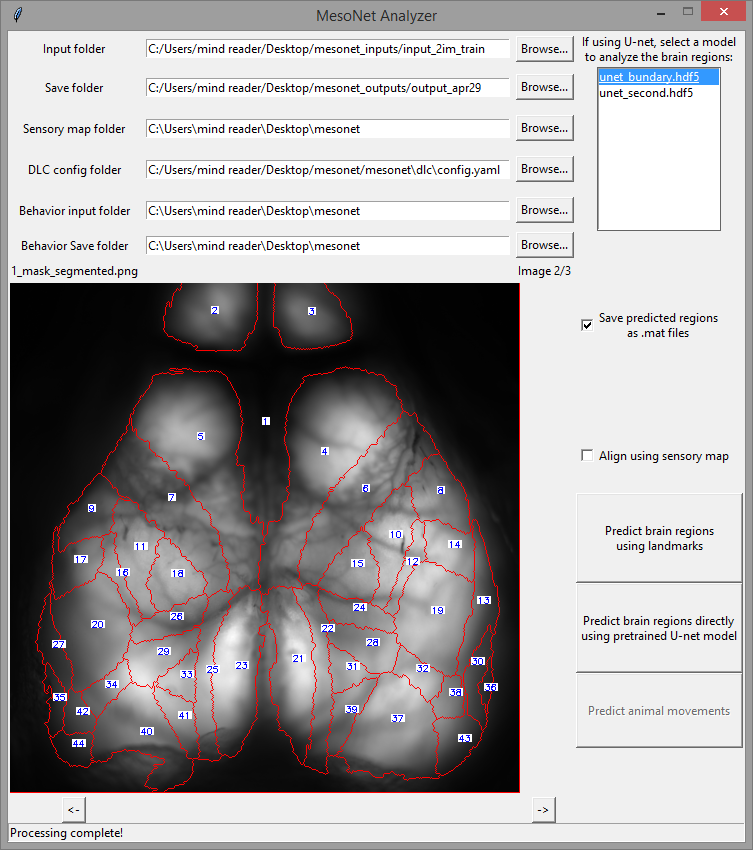 MesoNet Analyzer
Input folder
C:/Users/mind reader/Desktop/mesonet_inputs/input_2im_train
Browse...
Save folder
C:/Users/mind reader/Desktop/mesonet_outputs/output_apr29
Browse...
Sensory map folder
C:\Users\mind reader\Desktop\mesonet
Browse...
DLC config folder
C:/Users/mind reader/Desktop/mesonet/mesonet\dlc\config.yaml
Browse...
Behavior input folder
C:\Users\mind reader\Desktop\mesonet
Browse...
Behavior Save folder
C:\Users\mind reader\Desktop\mesonet
Browse...
If using U-net, select a model
to analyze the brain regions:
unet_bundary.hdf5
unet_second.hdf5
1_mask_segmented.png
Image 2/3
2
3
1
5
4
7
6
8
9
10
11
14
12
17
16
18
15
13
24
19
26
20
22
27
29
28
23
21
25
31
30
33
32
34
36
38
35
42
41
39
37
40
44
43
Save predicted regions
as .mat files
Align using sensory map
Predict brain regions
using landmarks
Predict brain regions directly
using pretrained U-net model
Predict animal movements
<-
->
Processing complete!